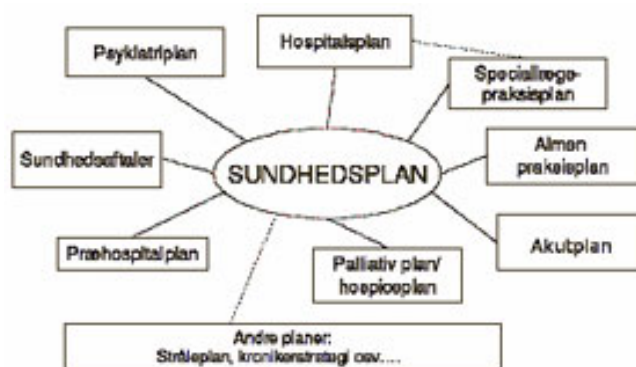 Psykiatriplan
Hospitalsplan
Speciallæge-
praksisplan
Sundhedsaftaler
SUNDHEDSPLAN
Almen
praksisplan
Præhospitalplan
Palliativ plan/
hospiceplan
Akutplan
Andre planer:
Stråleplan, kronikerstrategi osv....